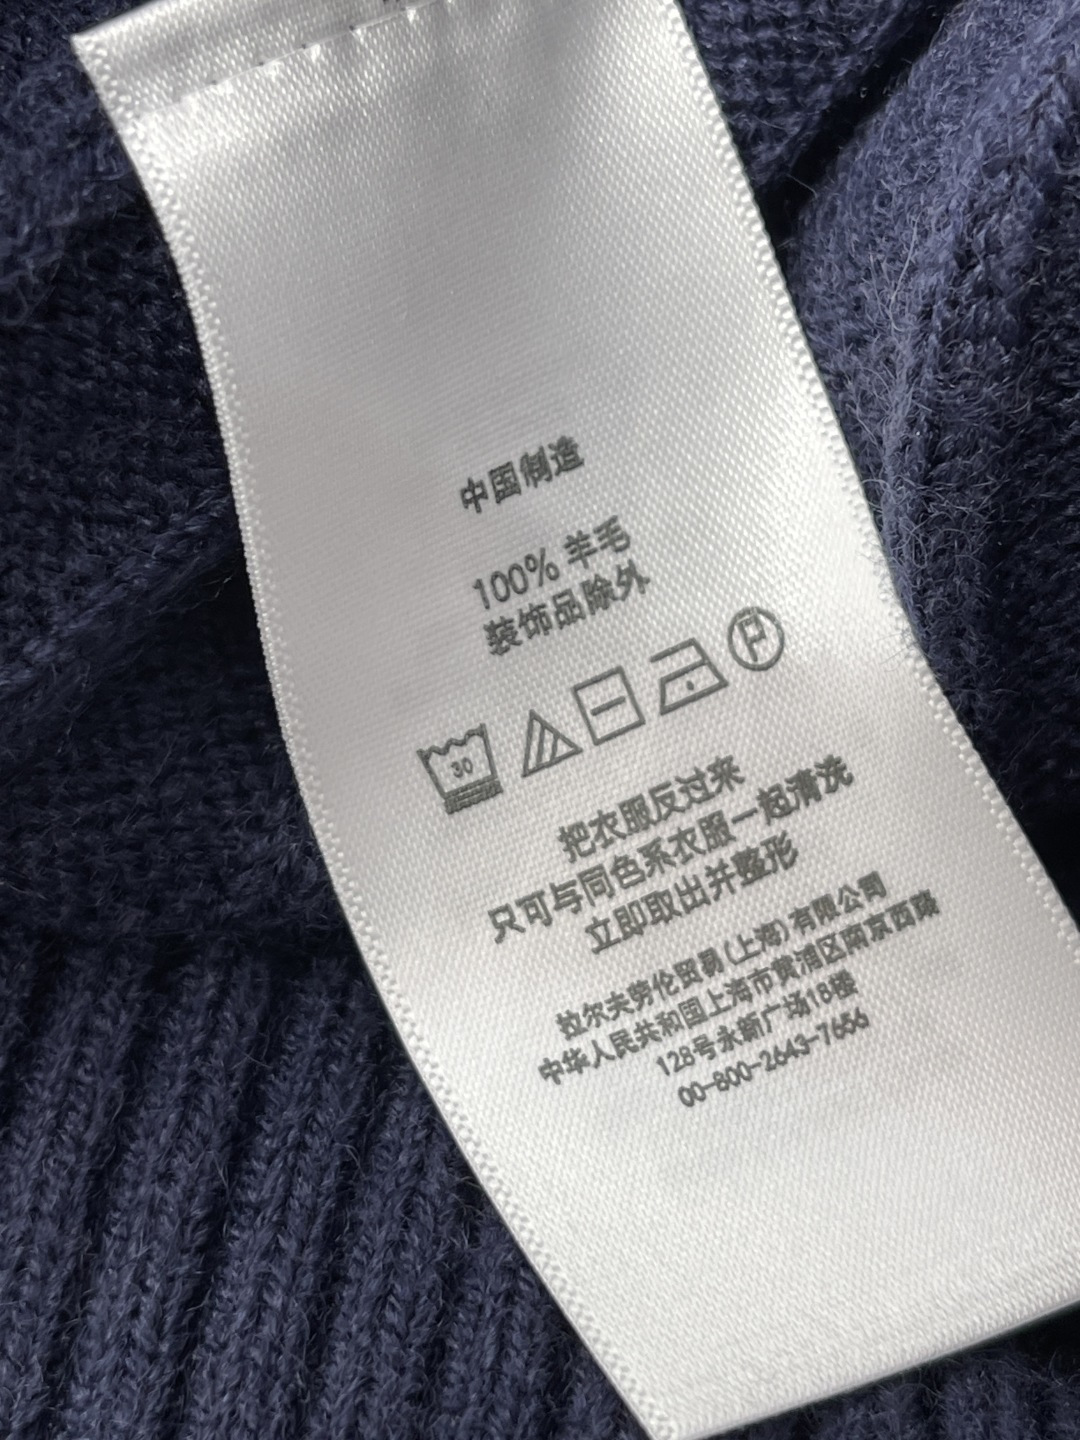 中国制造
100% 羊毛
装饰品除外
30
P
把衣服反过来
只可与同色系衣服一起清洗
立即取出并整形
拉尔夫劳伦贸易(上海)有限公司
中华人民共和国上海市黄浦区南京西路
128号永新广场18楼
00-800-2643-7656